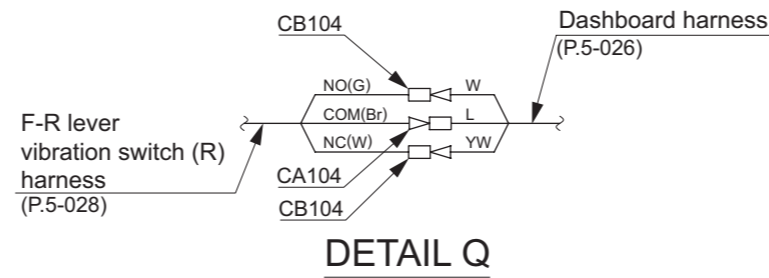 CB104
Dashboard harness
(P.5-026)
NO(G) W
COM(Br) L
NC(W) YW
F-R lever
vibration switch (R)
harness
(P.5-028)
CA104
CB104
DETAIL Q